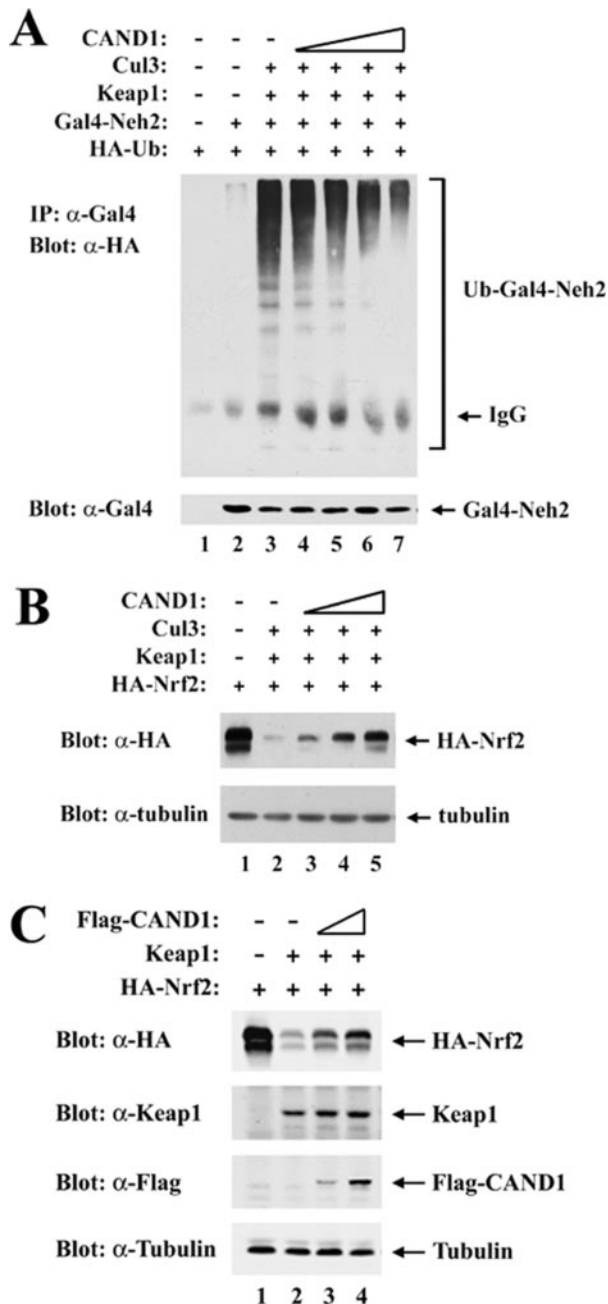 A
CAND1: - - -
Cul3: - - + + + + +
Keap1: - - + + + + +
Gal4-Neh2: - + + + + + +
HA-Ub: + + + + + + +
IP: α-Gal4
Blot: α-HA
Ub-Gal4-Neh2
IgG
Blot: α-Gal4 Gal4-Neh2
1 2 3 4 5 6 7
B
CAND1: - -
Cul3: - + + + +
Keap1: - + + + +
HA-Nrf2: + + + + +
Blot: α-HA HA-Nrf2
Blot: α-tubulin tubulin
1 2 3 4 5
C
Flag-CAND1: - -
Keap1: - + + +
HA-Nrf2: + + + +
Blot: α-HA HA-Nrf2
Blot: α-Keap1 Keap1
Blot: α-Flag Flag-CAND1
Blot: α-Tubulin Tubulin
1 2 3 4